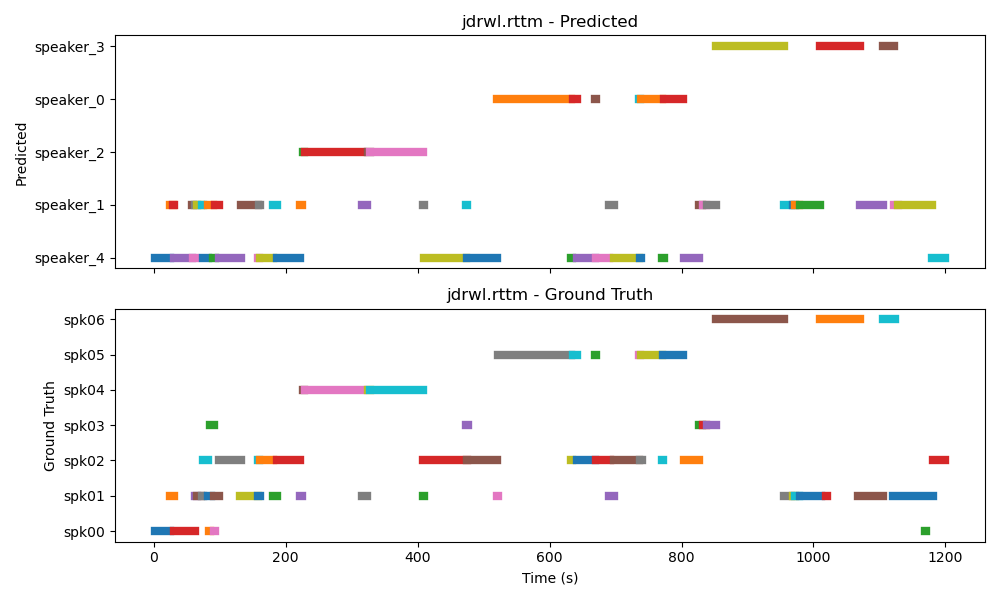 jdrwl.rttm - Predicted
speaker_3
speaker_0
speaker_2
speaker_1
speaker_4
Predicted
jdrwl.rttm - Ground Truth
spk06
spk05
spk04
spk03
spk02
spk01
spk00
Ground Truth
0 200 400 600 800 1000 1200
Time (s)